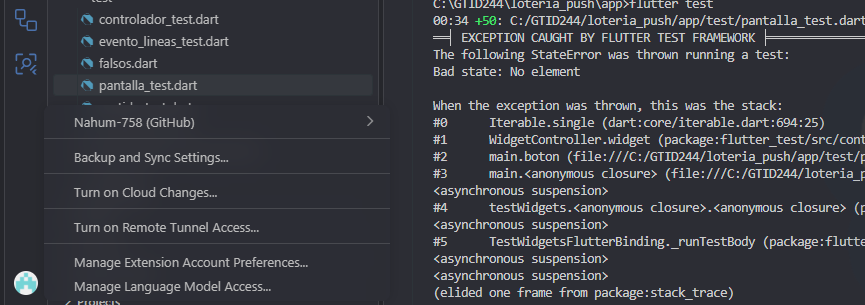 test
controlador_test.dart
evento_lineas_test.dart
falsos.dart
pantalla_test.dart
Nahum-758 (GitHub)
Backup and Sync Settings...
Turn on Cloud Changes...
Turn on Remote Tunnel Access...
Manage Extension Account Preferences...
Manage Language Model Access...
Projects
C:\GTID244\loteria_push\app>flutter test
00:34 +50: C:/GTID244/loteria_push/app/test/pantalla_test.dart
══╡ EXCEPTION CAUGHT BY FLUTTER TEST FRAMEWORK ╞══
The following StateError was thrown running a test:
Bad state: No element
When the exception was thrown, this was the stack:
#0 Iterable.single (dart:core/iterable.dart:694:25)
#1 WidgetController.widget (package:flutter_test/src/cont
#2 main.boton (file:///C:/GTID244/loteria_push/app/test/p
#3 main.<anonymous closure> (file:///C:/GTID244/loteria_p
<asynchronous suspension>
#4 testWidgets.<anonymous closure>.<anonymous closure> (p
<asynchronous suspension>
#5 TestWidgetsFlutterBinding._runTestBody (package:flutte
<asynchronous suspension>
<asynchronous suspension>
(elided one frame from package:stack_trace)